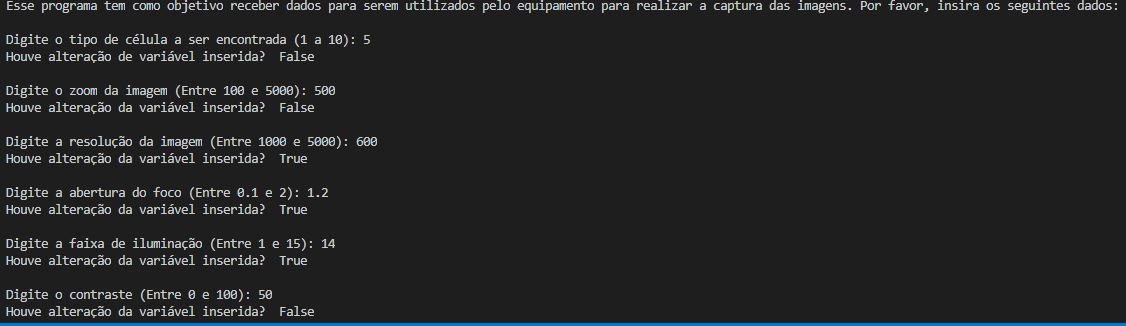 Esse programa tem como objetivo receber dados para serem utilizados pelo equipamento para realizar a captura das imagens. Por favor, insira os seguintes dados:
Digite o tipo de célula a ser encontrada (1 a 10): 5
Houve alteração de variável inserida?  False
Digite o zoom da imagem (Entre 100 e 5000): 500
Houve alteração da variável inserida?  False
Digite a resolução da imagem (Entre 1000 e 5000): 600
Houve alteração da variável inserida?  True
Digite a abertura do foco (Entre 0.1 e 2): 1.2
Houve alteração da variável inserida?  True
Digite a faixa de iluminação (Entre 1 e 15): 14
Houve alteração da variável inserida?  True
Digite o contraste (Entre 0 e 100): 50
Houve alteração da variável inserida?  False